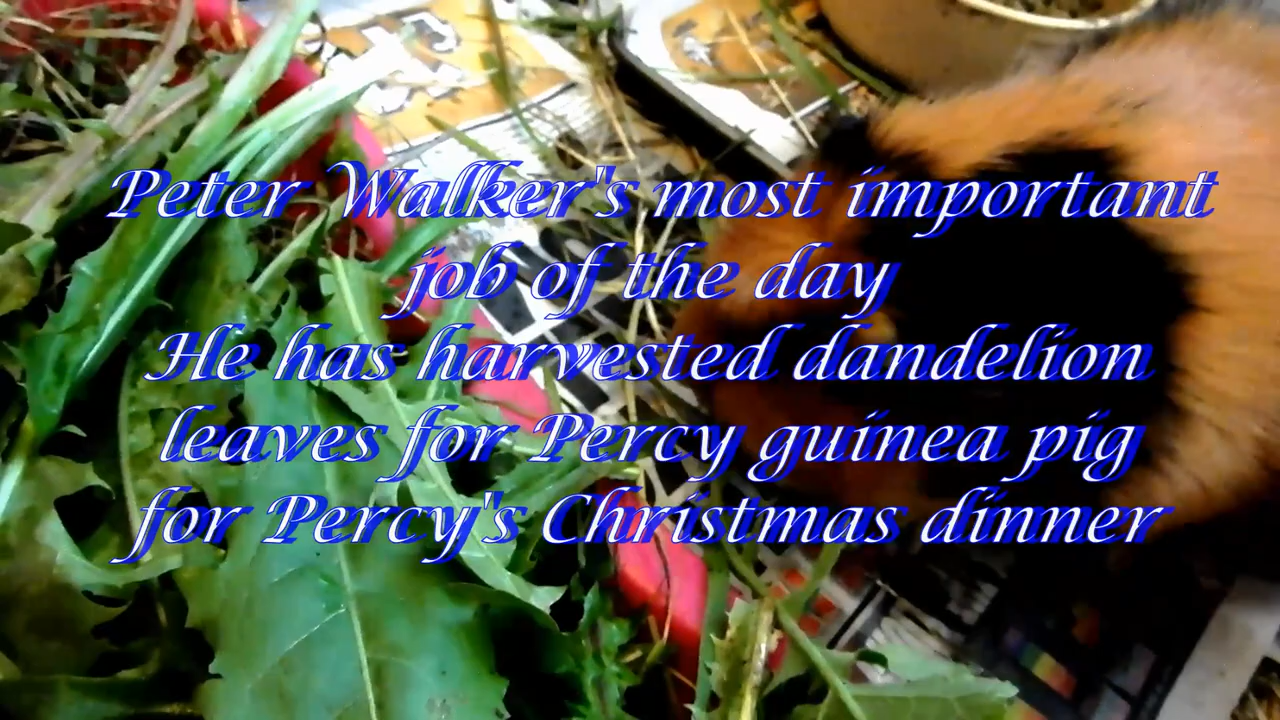 Peter Walker's most important
job of the day
He has harvested dandelion
leaves for Percy guinea pig
for Percy's Christmas dinner